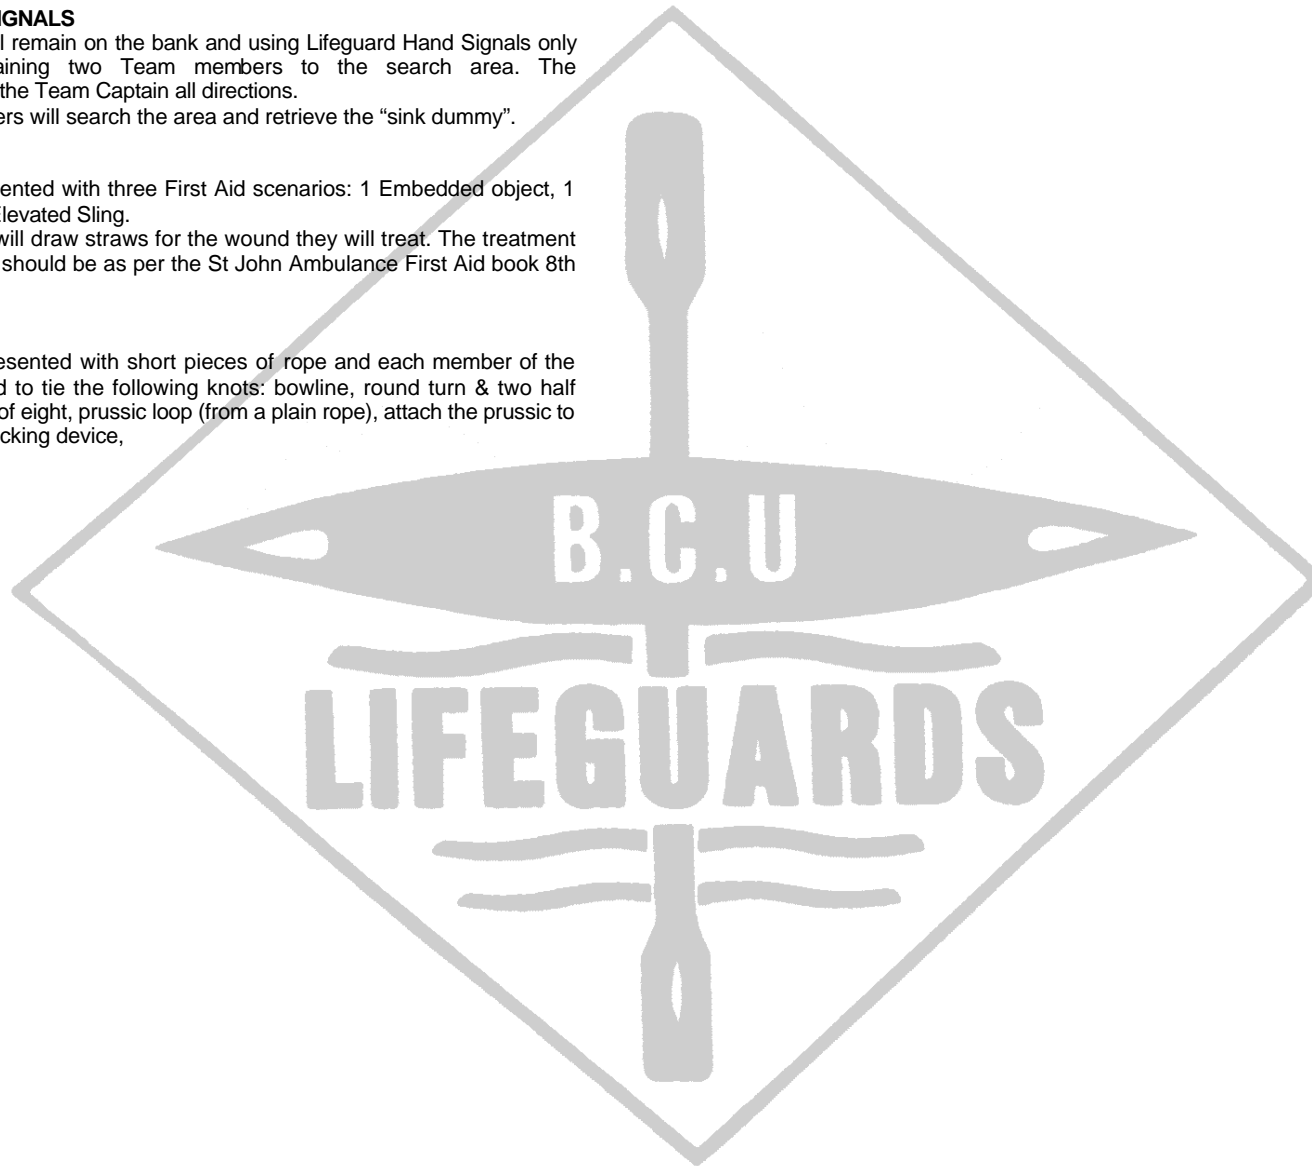 IGNALS
l remain on the bank and using Lifeguard Hand Signals only
aining two Team members to the search area. The
the Team Captain all directions.
ers will search the area and retrieve the “sink dummy”.
ented with three First Aid scenarios: 1 Embedded object, 1
Elevated Sling.
will draw straws for the wound they will treat. The treatment
should be as per the St John Ambulance First Aid book 8th
esented with short pieces of rope and each member of the
d to tie the following knots: bowline, round turn & two half
of eight, prussic loop (from a plain rope), attach the prussic to
cking device,
B.C.U
LIFEGUARDS